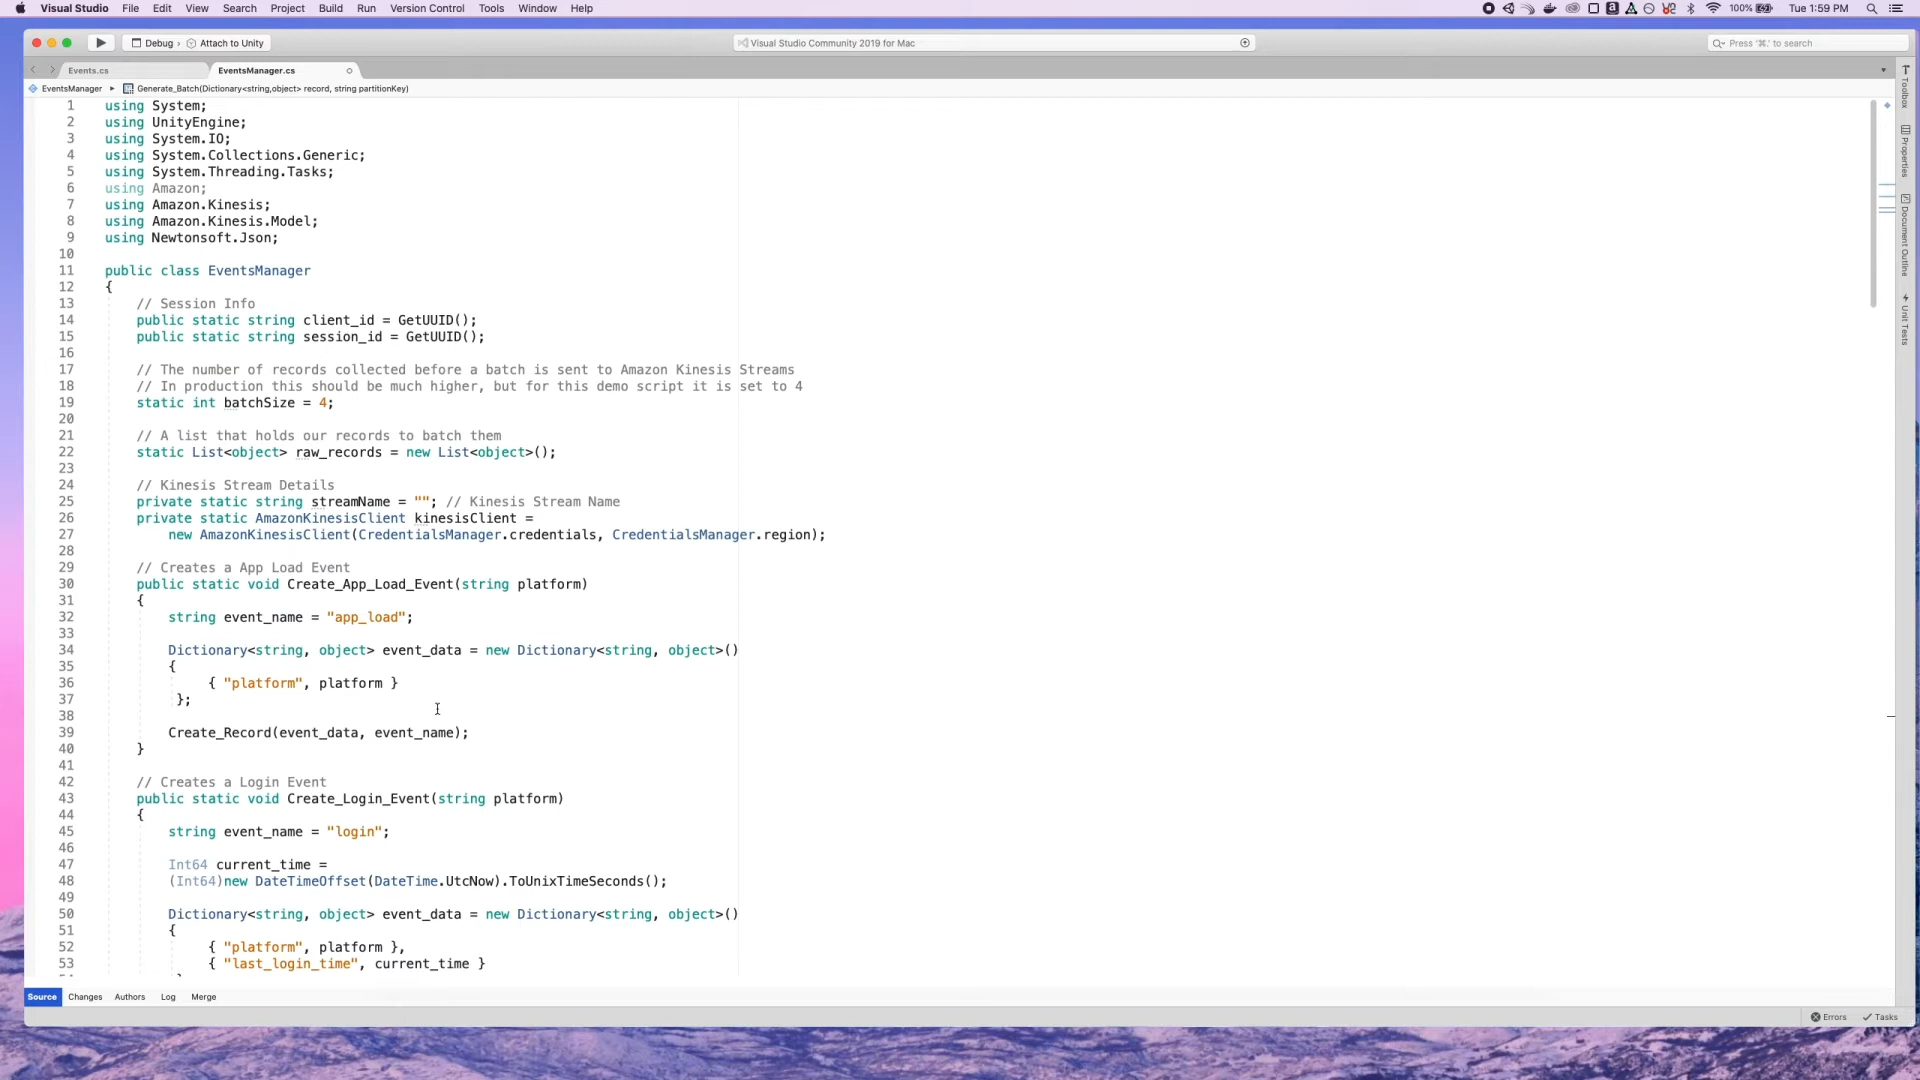 Visual Studio File Edit View Search Project Build Run Version Control Tools Window Help
100% Tue 1:59 PM
Debug › Attach to Unity
Visual Studio Community 2019 for Mac
Press '⌘.' to search
Events.cs
EventsManager.cs
EventsManager ▸ Generate_Batch(Dictionary<string,object> record, string partitionKey)
1 using System;
2 using UnityEngine;
3 using System.IO;
4 using System.Collections.Generic;
5 using System.Threading.Tasks;
6 using Amazon;
7 using Amazon.Kinesis;
8 using Amazon.Kinesis.Model;
9 using Newtonsoft.Json;
10
11 public class EventsManager
12 {
13 // Session Info
14 public static string client_id = GetUUID();
15 public static string session_id = GetUUID();
16
17 // The number of records collected before a batch is sent to Amazon Kinesis Streams
18 // In production this should be much higher, but for this demo script it is set to 4
19 static int batchSize = 4;
20
21 // A list that holds our records to batch them
22 static List<object> raw_records = new List<object>();
23
24 // Kinesis Stream Details
25 private static string streamName = ""; // Kinesis Stream Name
26 private static AmazonKinesisClient kinesisClient =
27 new AmazonKinesisClient(CredentialsManager.credentials, CredentialsManager.region);
28
29 // Creates a App Load Event
30 public static void Create_App_Load_Event(string platform)
31 {
32 string event_name = "app_load";
33
34 Dictionary<string, object> event_data = new Dictionary<string, object>()
35 {
36 { "platform", platform }
37 };
38
39 Create_Record(event_data, event_name);
40 }
41
42 // Creates a Login Event
43 public static void Create_Login_Event(string platform)
44 {
45 string event_name = "login";
46
47 Int64 current_time =
48 (Int64)new DateTimeOffset(DateTime.UtcNow).ToUnixTimeSeconds();
49
50 Dictionary<string, object> event_data = new Dictionary<string, object>()
51 {
52 { "platform", platform },
53 { "last_login_time", current_time }
Toolbox
Properties
Document Outline
Unit Tests
Source Changes Authors Log Merge
Errors Tasks